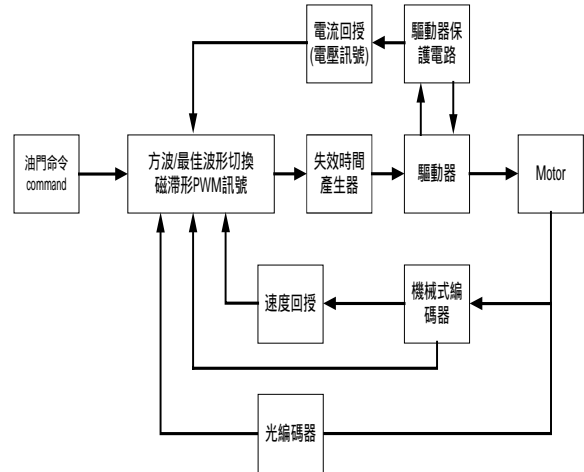 電流回授
(電壓訊號)
驅動器保
護電路
油門命令
command
方波/最佳波形切換
磁滯形PWM訊號
失效時間
產生器
驅動器
Motor
速度回授
機械式編
碼器
光編碼器